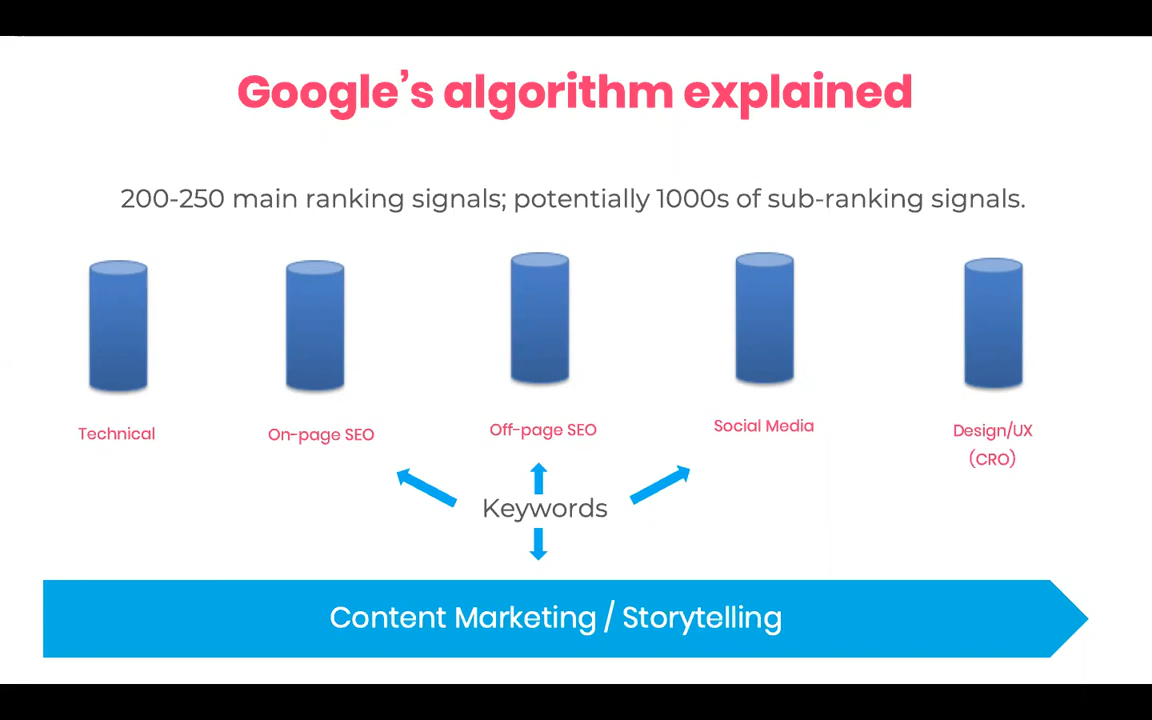 Google’s algorithm explained
200-250 main ranking signals; potentially 1000s of sub-ranking signals.
Technical
On-page SEO
Off-page SEO
Social Media
Design/UX
(CRO)
Keywords
Content Marketing / Storytelling